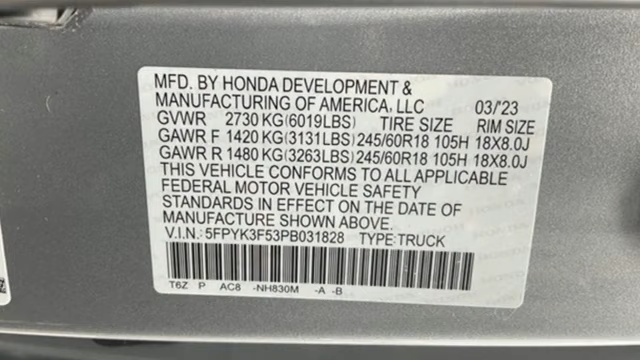 MFD. BY HONDA DEVELOPMENT &
MANUFACTURING OF AMERICA, LLC 03/'23
GVWR 2730 KG(6019LBS) TIRE SIZE RIM SIZE
GAWR F 1420 KG(3131LBS) 245/60R18 105H 18X8.0J
GAWR R 1480 KG(3263LBS) 245/60R18 105H 18X8.0J
THIS VEHICLE CONFORMS TO ALL APPLICABLE
FEDERAL MOTOR VEHICLE SAFETY
STANDARDS IN EFFECT ON THE DATE OF
MANUFACTURE SHOWN ABOVE.
V.I.N.: 5FPYK3F53PB031828 TYPE:TRUCK
T6Z P AC8 -NH830M -A -B